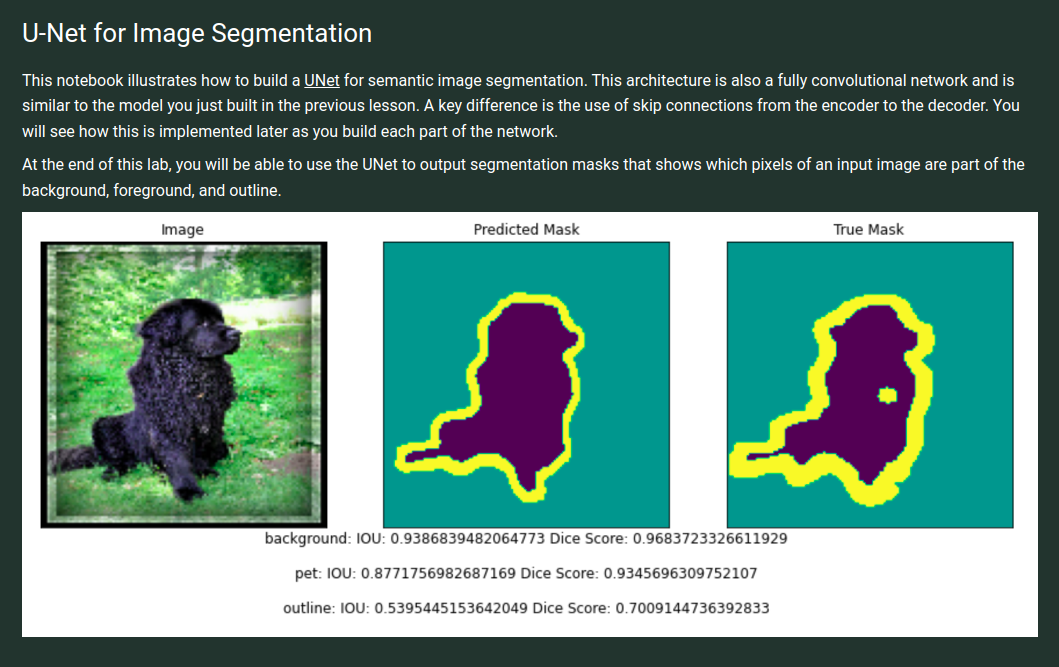 U-Net for Image Segmentation
This notebook illustrates how to build a UNet for semantic image segmentation. This architecture is also a fully convolutional network and is
similar to the model you just built in the previous lesson. A key difference is the use of skip connections from the encoder to the decoder. You
will see how this is implemented later as you build each part of the network.
At the end of this lab, you will be able to use the UNet to output segmentation masks that shows which pixels of an input image are part of the
background, foreground, and outline.
Image Predicted Mask True Mask
background: IOU: 0.9386839482064773 Dice Score: 0.9683723326611929
pet: IOU: 0.8771756982687169 Dice Score: 0.9345696309752107
outline: IOU: 0.5395445153642049 Dice Score: 0.7009144736392833